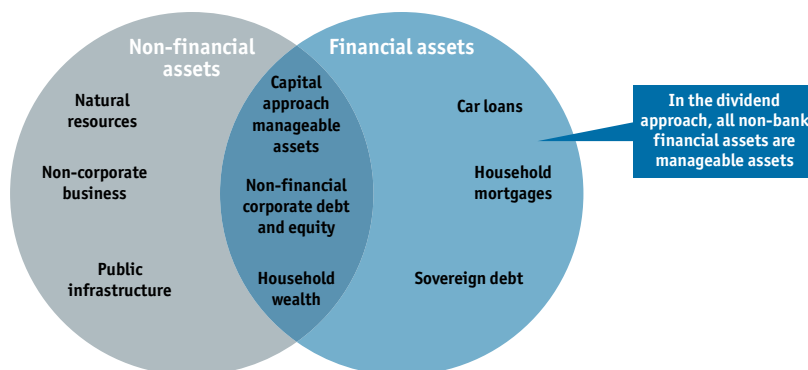 Non-financial
assets
Financial assets
Natural
resources
Non-corporate
business
Public
infrastructure
Capital
approach
manageable
assets
Non-financial
corporate debt
and equity
Household
wealth
Car loans
Household
mortgages
Sovereign debt
In the dividend
approach, all non-bank
financial assets are
manageable assets